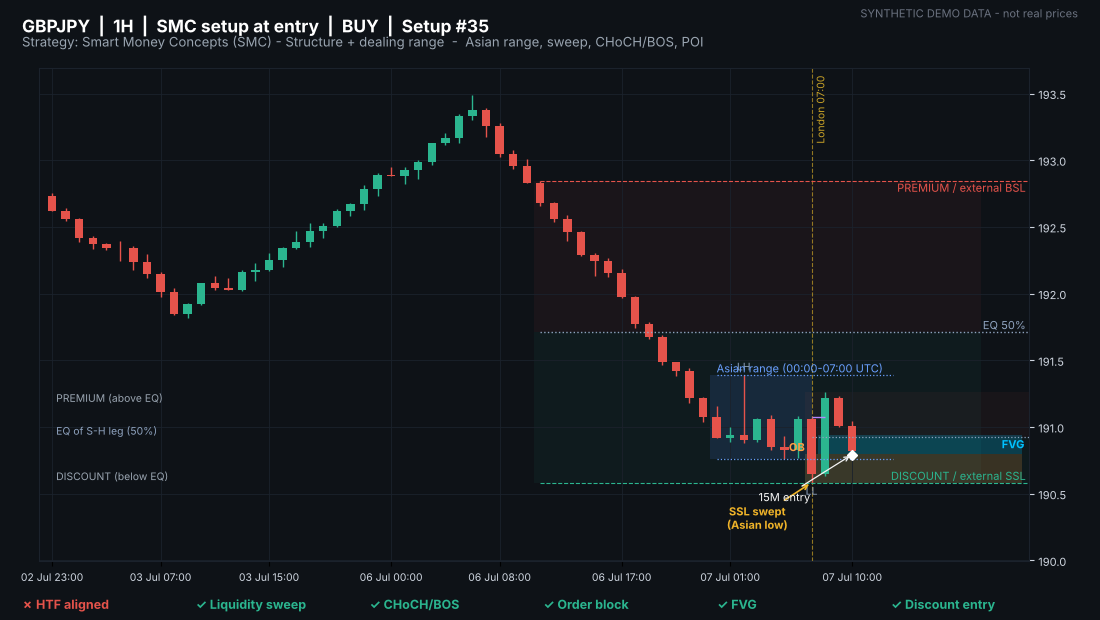 GBPJPY | 1H | SMC setup at entry | BUY | Setup #35
SYNTHETIC DEMO DATA - not real prices
Strategy: Smart Money Concepts (SMC) - Structure + dealing range - Asian range, sweep, CHoCH/BOS, POI
London 07:00
193.5
193.0
PREMIUM / external BSL
192.5
192.0
EQ 50%
191.5
Asian range (00:00-07:00 UTC)
PREMIUM (above EQ)
191.0
EQ of S-H leg (50%)
OB
FVG
DISCOUNT (below EQ)
DISCOUNT / external SSL
190.5
15M entry
SSL swept
(Asian low)
190.0
02 Jul 23:00
03 Jul 07:00
03 Jul 15:00
06 Jul 00:00
06 Jul 08:00
06 Jul 17:00
07 Jul 01:00
07 Jul 10:00
× HTF aligned
✓ Liquidity sweep
✓ CHoCH/BOS
✓ Order block
✓ FVG
✓ Discount entry